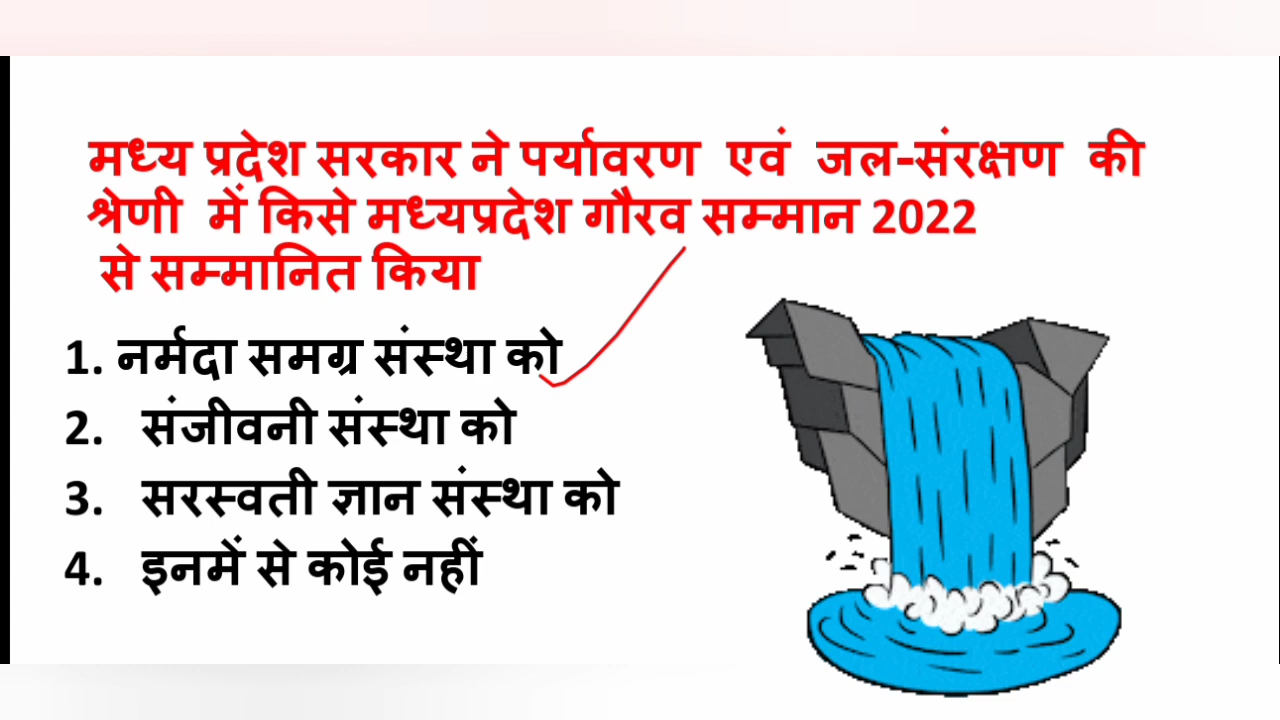 मध्य प्रदेश सरकार ने पर्यावरण एवं जल-संरक्षण की
श्रेणी में किसे मध्यप्रदेश गौरव सम्मान 2022
से सम्मानित किया
1. नर्मदा समग्र संस्था को
2. संजीवनी संस्था को
3. सरस्वती ज्ञान संस्था को
4. इनमें से कोई नहीं